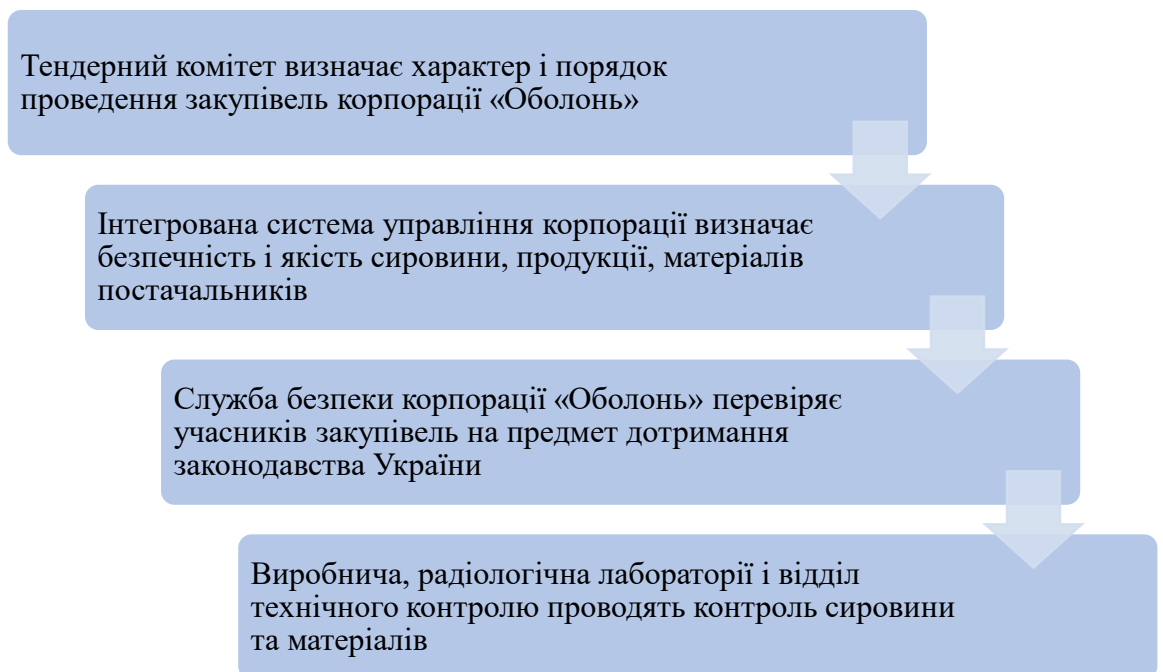 Тендерний комітет визначає характер і порядок
проведення закупівель корпорації «Оболонь»
Інтегрована система управління корпорації визначає
безпечність і якість сировини, продукції, матеріалів
постачальників
Служба безпеки корпорації «Оболонь» перевіряє
учасників закупівель на предмет дотримання
законодавства України
Виробнича, радіологічна лабораторії і відділ
технічного контролю проводять контроль сировини
та матеріалів